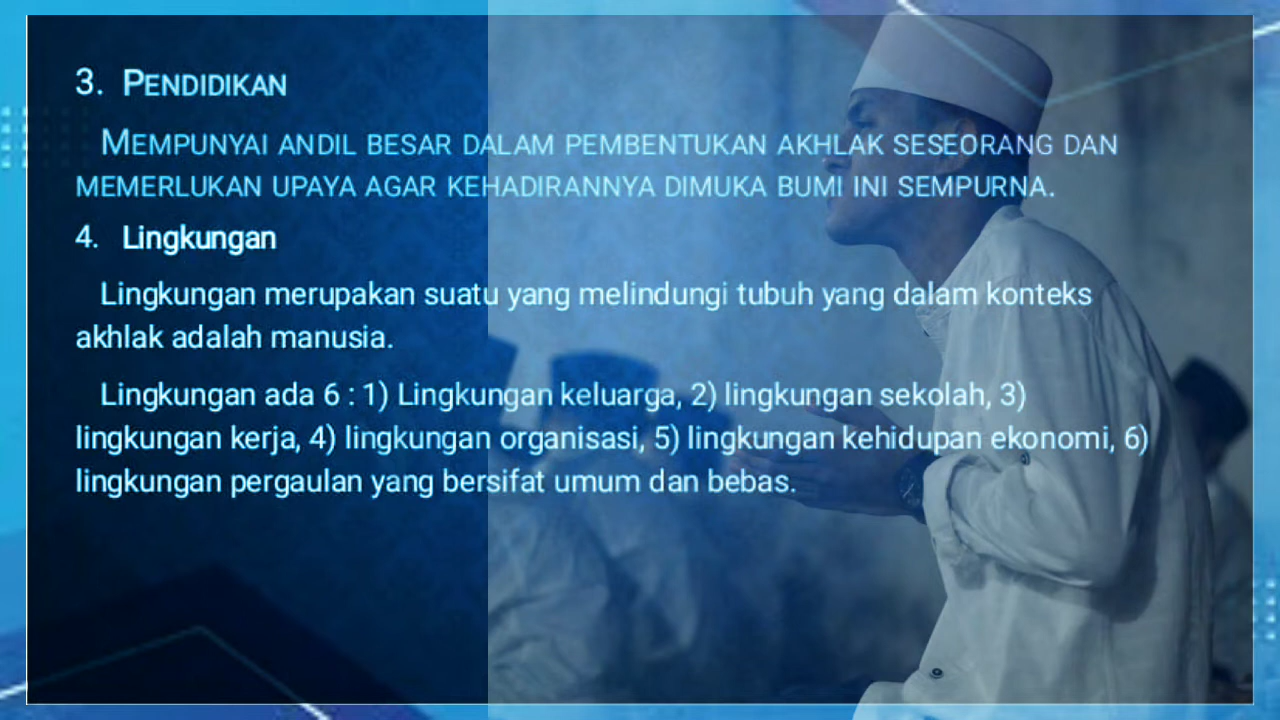 3. PENDIDIKAN
MEMPUNYAI ANDIL BESAR DALAM PEMBENTUKAN AKHLAK SESEORANG DAN
MEMERLUKAN UPAYA AGAR KEHADIRANNYA DIMUKA BUMI INI SEMPURNA.
4. Lingkungan
Lingkungan merupakan suatu yang melindungi tubuh yang dalam konteks
akhlak adalah manusia.
Lingkungan ada 6 : 1) Lingkungan keluarga, 2) lingkungan sekolah, 3)
lingkungan kerja, 4) lingkungan organisasi, 5) lingkungan kehidupan ekonomi, 6)
lingkungan pergaulan yang bersifat umum dan bebas.